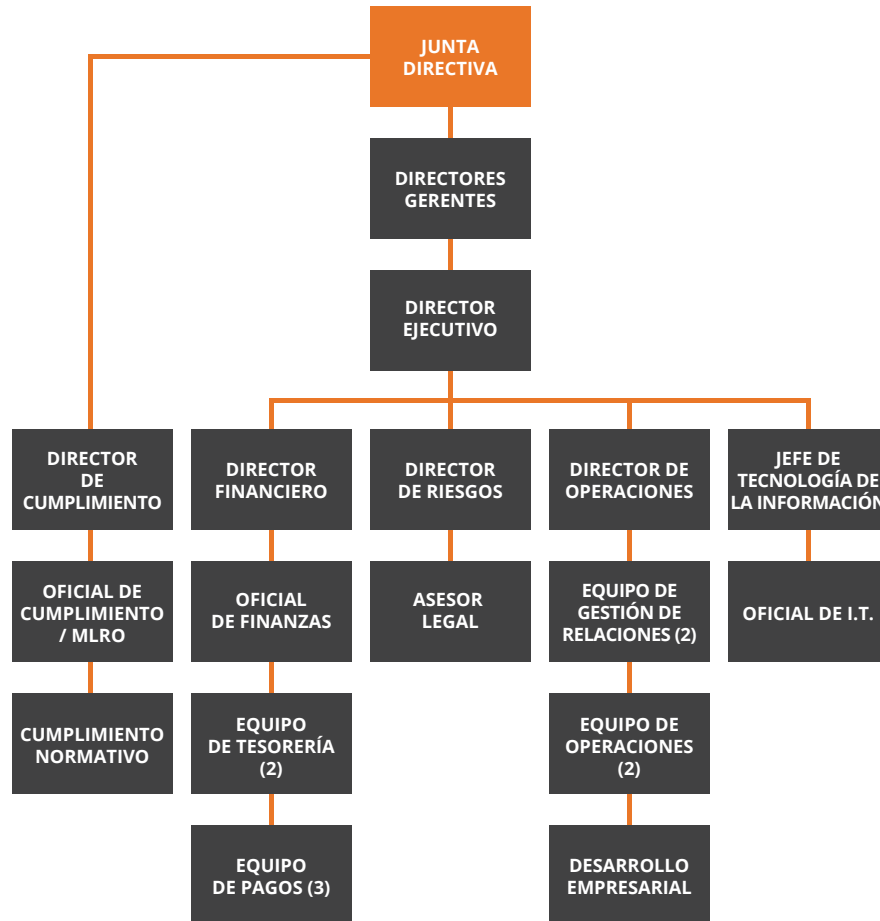 JUNTA
DIRECTIVA
DIRECTORES
GERENTES
DIRECTOR
EJECUTIVO
DIRECTOR
DE
CUMPLIMIENTO
DIRECTOR
FINANCIERO
DIRECTOR
DE RIESGOS
DIRECTOR DE
OPERACIONES
JEFE DE
TECNOLOGÍA DE
LA INFORMACIÓN
OFICIAL DE
CUMPLIMIENTO
/ MLRO
OFICIAL
DE FINANZAS
ASESOR
LEGAL
EQUIPO DE
GESTIÓN DE
RELACIONES (2)
OFICIAL DE I.T.
CUMPLIMIENTO
NORMATIVO
EQUIPO
DE TESORERÍA
(2)
EQUIPO DE
OPERACIONES
(2)
EQUIPO
DE PAGOS (3)
DESARROLLO
EMPRESARIAL